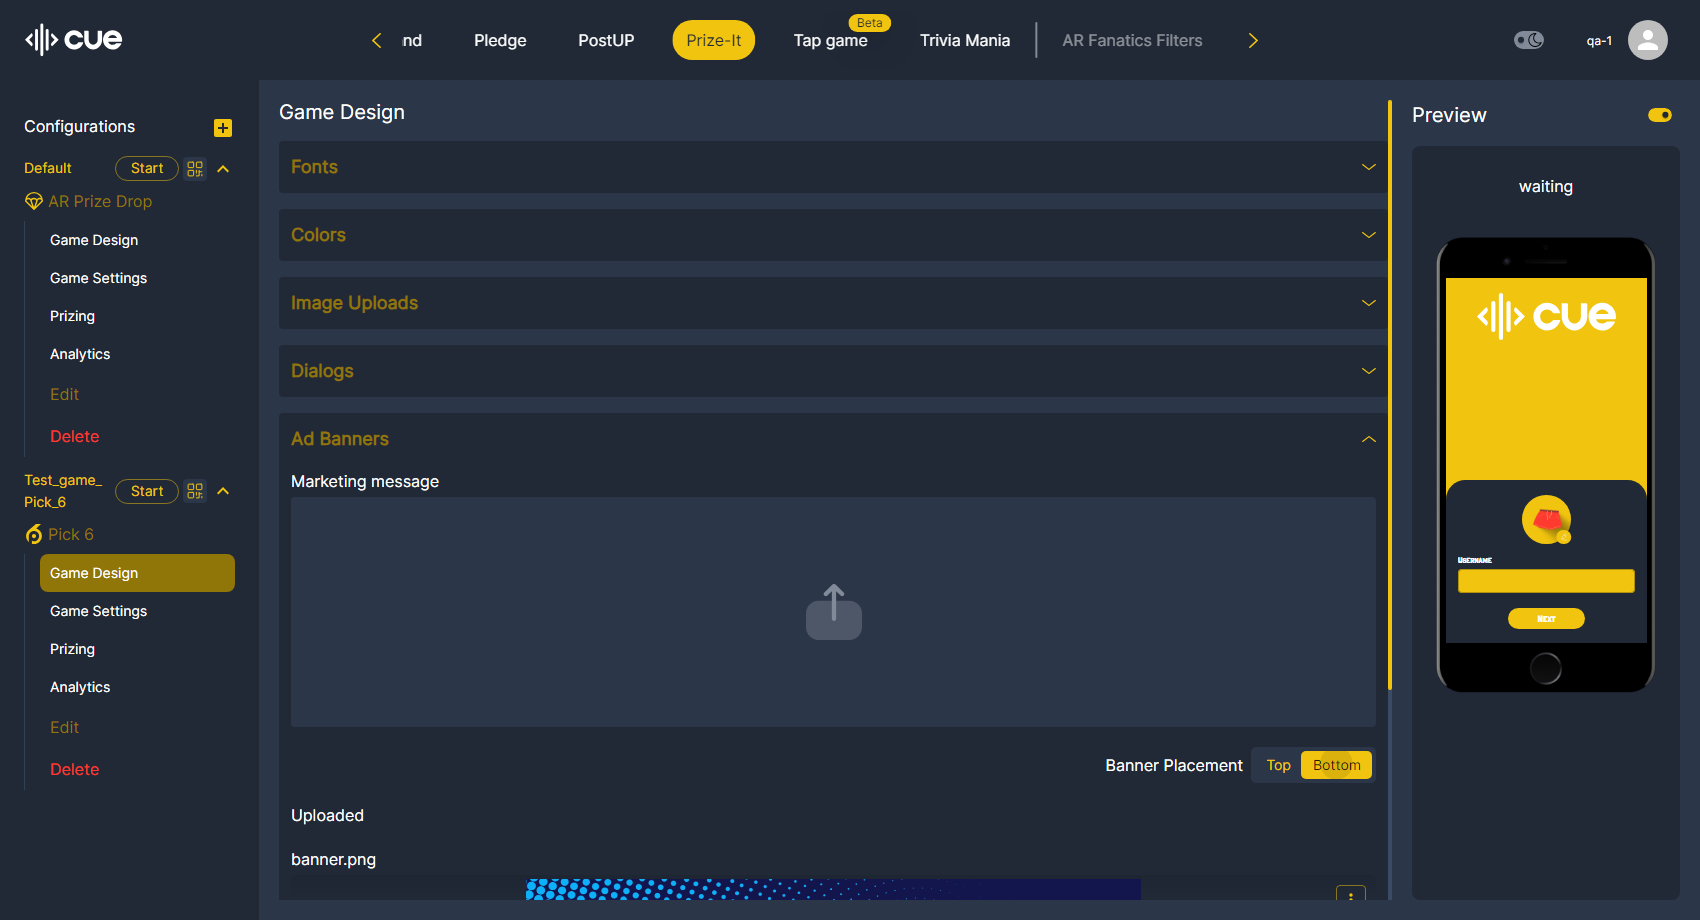 cue
nd
Pledge
PostUP
Prize-It
Beta
Tap game
Trivia Mania
AR Fanatics Filters
qa-1
Configurations
Default
Start
AR Prize Drop
Game Design
Game Settings
Prizing
Analytics
Edit
Delete
Test_game_
Pick_6
Start
Pick 6
Game Design
Game Settings
Prizing
Analytics
Edit
Delete
Game Design
Fonts
Colors
Image Uploads
Dialogs
Ad Banners
Marketing message
Banner Placement
Top
Bottom
Uploaded
banner.png
Preview
waiting
cue
Username
Next